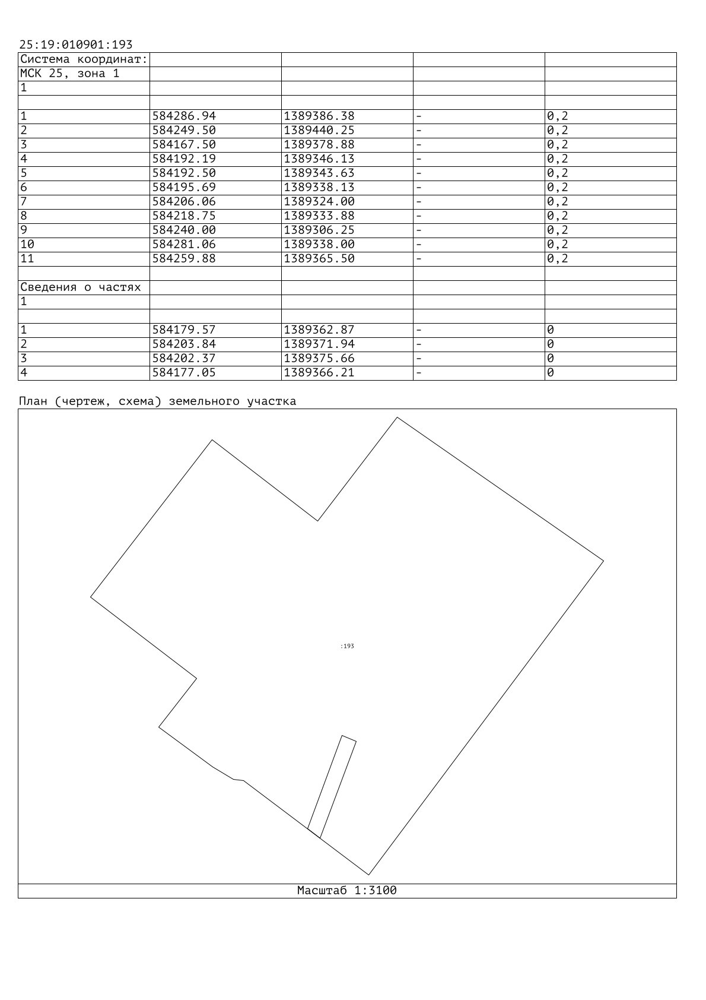 25:19:010901:193
Система координат:
МСК 25, зона 1
1
1 584286.94 1389386.38 - 0,2
2 584249.50 1389440.25 - 0,2
3 584167.50 1389378.88 - 0,2
4 584192.19 1389346.13 - 0,2
5 584192.50 1389343.63 - 0,2
6 584195.69 1389338.13 - 0,2
7 584206.06 1389324.00 - 0,2
8 584218.75 1389333.88 - 0,2
9 584240.00 1389306.25 - 0,2
10 584281.06 1389338.00 - 0,2
11 584259.88 1389365.50 - 0,2
Сведения о частях
1
1 584179.57 1389362.87 - 0
2 584203.84 1389371.94 - 0
3 584202.37 1389375.66 - 0
4 584177.05 1389366.21 - 0
План (чертеж, схема) земельного участка
:193
Масштаб 1:3100